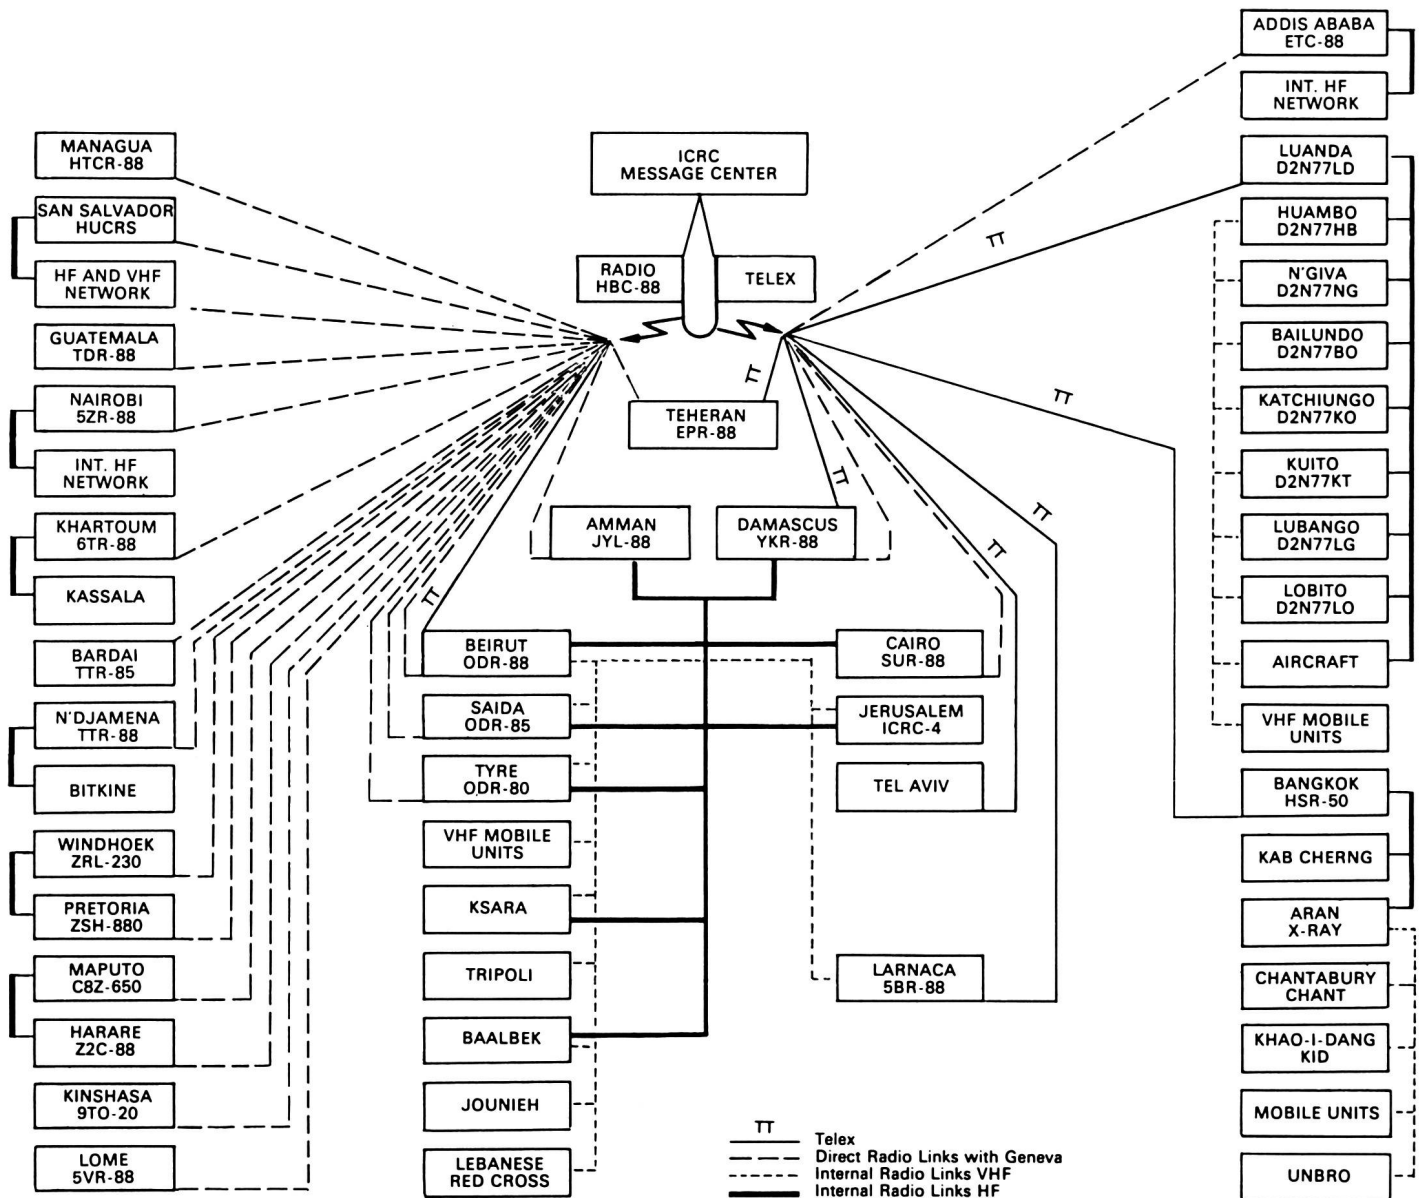 ADDIS ABABA
ETC-88
INT. HF
NETWORK
MANAGUA
HTCR-88
ICRC
MESSAGE CENTER
LUANDA
D2N77LD
SAN SALVADOR
HUCRS
HUAMBO
D2N77HB
TT
HF AND VHF
NETWORK
RADIO
HBC-88
TELEX
N'GIVA
D2N77NG
GUATEMALA
TDR-88
BAILUNDO
D2N77BO
TT
NAIROBI
5ZR-88
TEHERAN
EPR-88
TT
KATCHIUNGO
D2N77KO
INT. HF
NETWORK
TT
KUITO
D2N77KT
KHARTOUM
6TR-88
AMMAN
JYL-88
DAMASCUS
YKR-88
TT
LUBANGO
D2N77LG
TT
KASSALA
TT
LOBITO
D2N77LO
BARDAI
TTR-85
BEIRUT
ODR-88
CAIRO
SUR-88
AIRCRAFT
N'DJAMENA
TTR-88
SAIDA
ODR-85
JERUSALEM
ICRC-4
VHF MOBILE
UNITS
BITKINE
TYRE
ODR-80
TEL AVIV
BANGKOK
HSR-50
WINDHOEK
ZRL-230
VHF MOBILE
UNITS
KAB CHERNG
PRETORIA
ZSH-880
KSARA
ARAN
X-RAY
MAPUTO
C8Z-650
TRIPOLI
LARNACA
5BR-88
CHANTABURY
CHANT
HARARE
Z2C-88
BAALBEK
KHAO-I-DANG
KID
KINSHASA
9TO-20
JOUNIEH
MOBILE UNITS
LOME
5VR-88
LEBANESE
RED CROSS
UNBRO
TT
Telex
Direct Radio Links with Geneva
Internal Radio Links VHF
Internal Radio Links HF